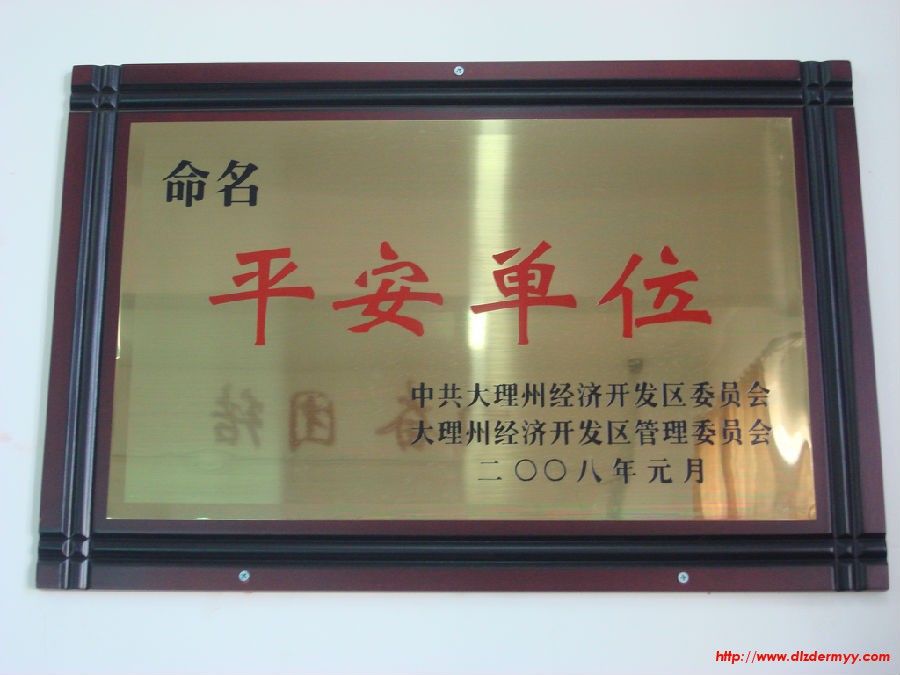 命名
平安单位
中共大理州经济开发区委员会
大理州经济开发区管理委员会
二〇〇八年元月
团结
http://www.dlzdermyy.com